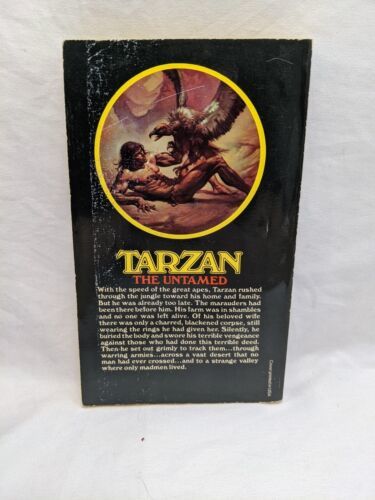 TARZAN
THE UNTAMED
With the speed of the great apes, Tarzan rushed
through the jungle toward his home and family.
But he was already too late. The marauders had
been there before him. His farm was in shambles
and no one was left alive. Of his beloved wife
there was only a charred, blackened corpse, still
wearing the rings he had given her. Silently, he
buried the body and swore his terrible vengeance
against those who had done this terrible deed.
Then he set out grimly to track them...through
warring armies...across a vast desert that no
man had ever crossed...and to a strange valley
where only madmen lived.
Cover printed in USA